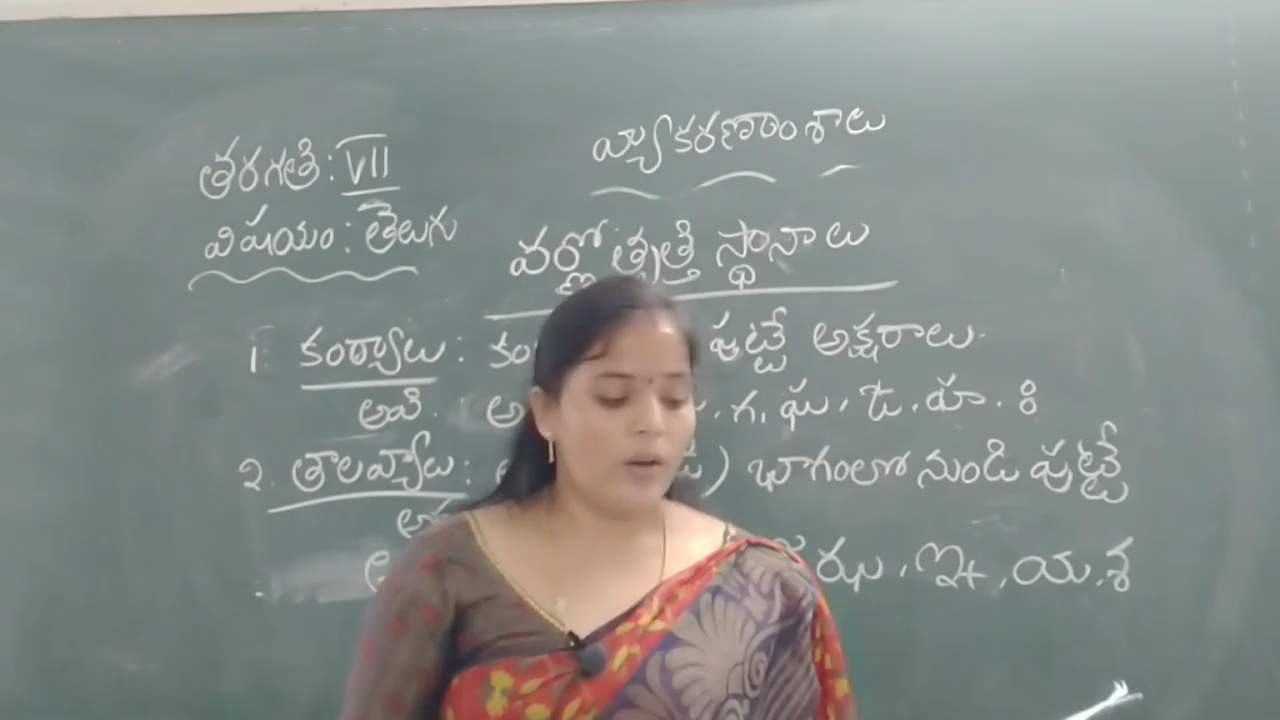 వ్యాకరణాంశాలు
తరగతి: VII
విషయం: తెలుగు
వర్ణోత్పత్తి స్థానాలు
1. కంఠ్యాలు: పుట్టే అక్షరాలు.
అవి. అ . గ, ఘ, ఙ, హ. ః
2. తాలవ్యాలు: ) భాగంలో నుండి పుట్టే
ఝ, ఞ, య, శ